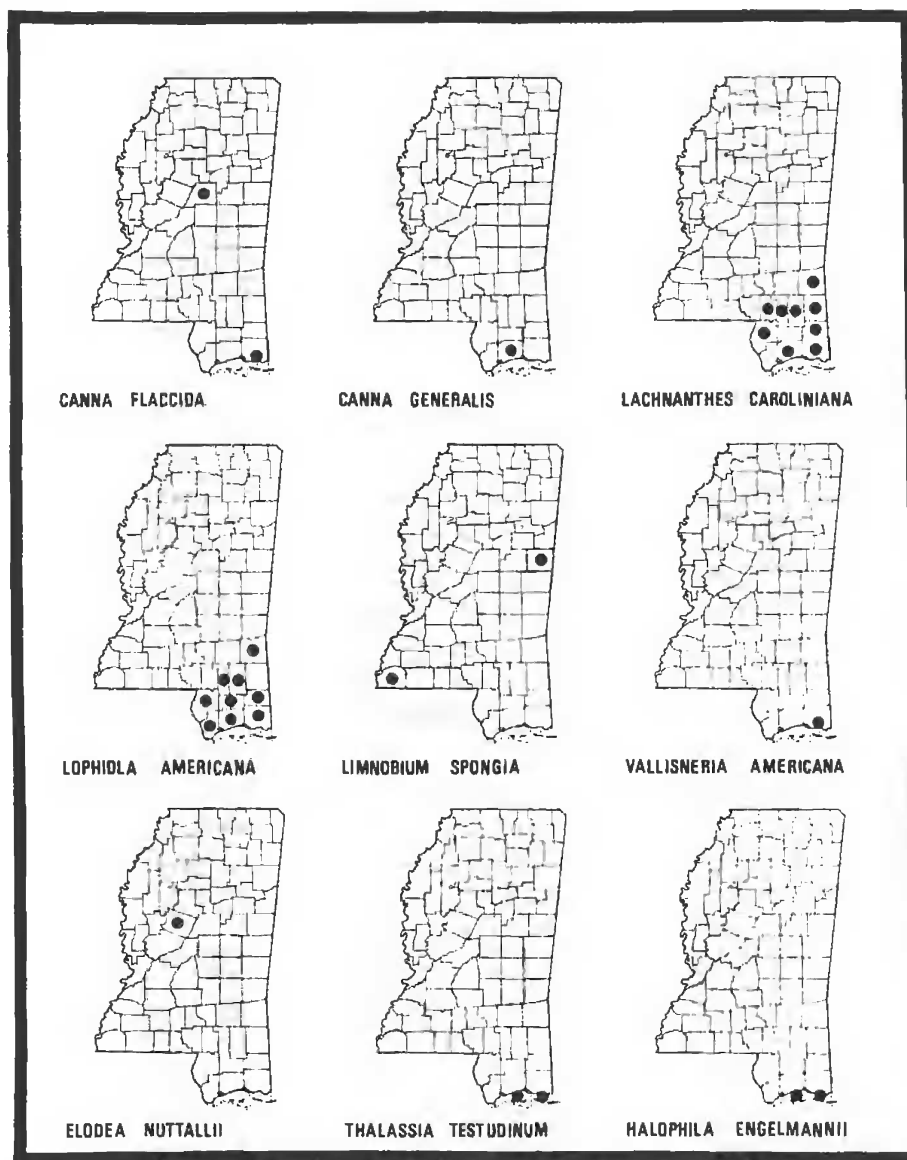 CANNA FLACCIDA
CANNA GENERALIS
LACHNANTHES CAROLINIANA
LOPHIOLA AMERICANA
LIMNOBIUM SPONGIA
VALLISNERIA AMERICANA
ELODEA NUTTALLII
THALASSIA TESTUDINUM
HALOPHILA ENGELMANNII